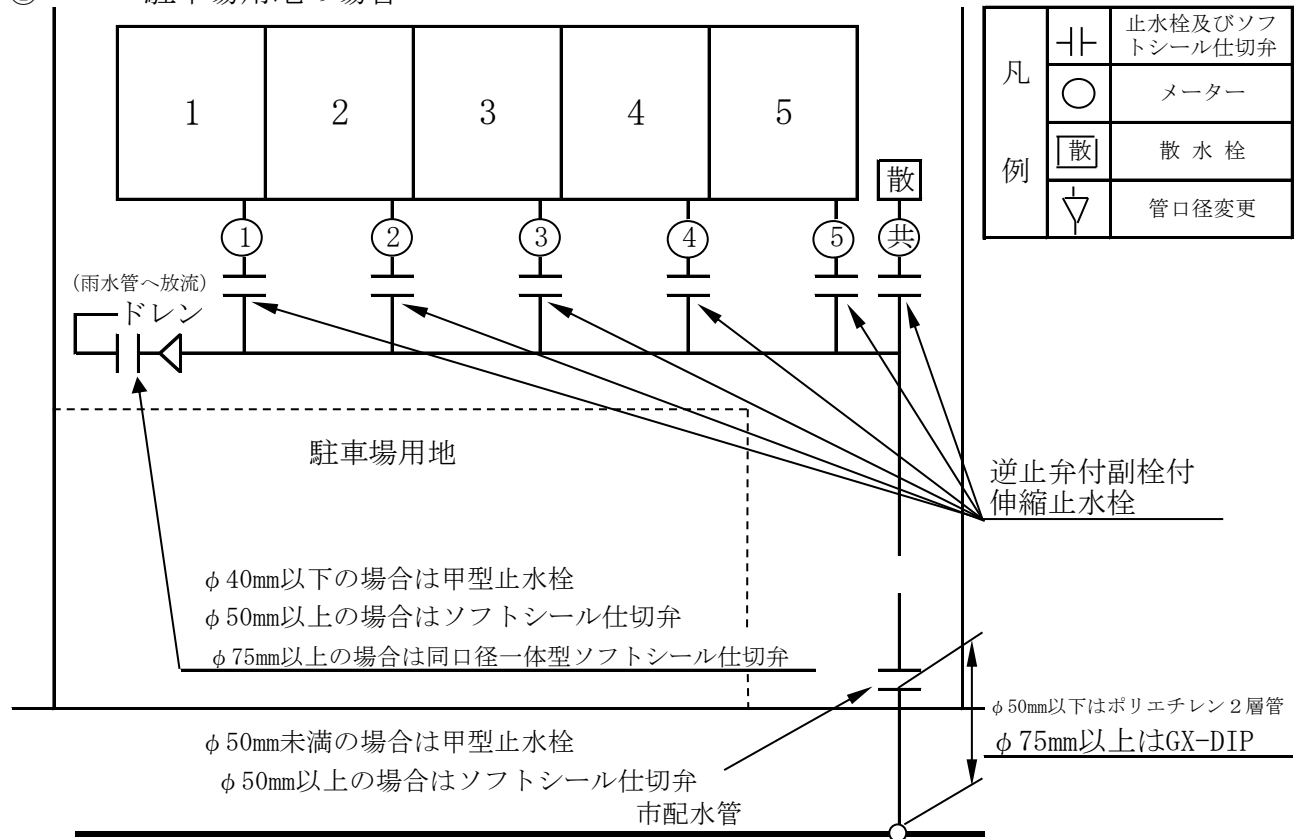 駐車場用地の場合
1
2
3
4
5
散
①
②
③
④
⑤
共
(雨水管へ放流)
ドレン
駐車場用地
逆止弁付副栓付
伸縮止水栓
φ40mm以下の場合は甲型止水栓
φ50mm以上の場合はソフトシール仕切弁
φ75mm以上の場合は同口径一体型ソフトシール仕切弁
φ50mm以下はポリエチレン2層管
φ75mm以上はGX-DIP
φ50mm未満の場合は甲型止水栓
φ50mm以上の場合はソフトシール仕切弁
市配水管
凡例
止水栓及びソフ
トシール仕切弁
メーター
散
散水栓
管口径変更